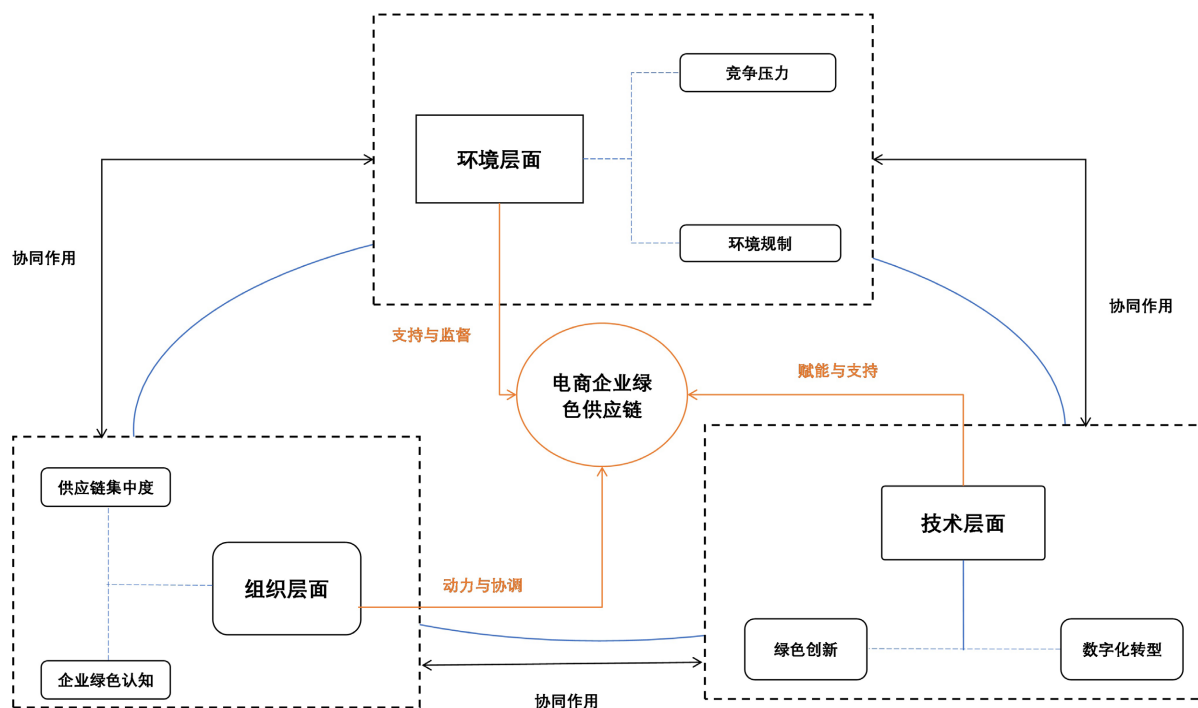 竞争压力
环境层面
环境规制
协同作用
协同作用
支持与监督
电商企业绿
色供应链
赋能与支持
供应链集中度
技术层面
组织层面
动力与协调
绿色创新
数字化转型
企业绿色认知
协同作用